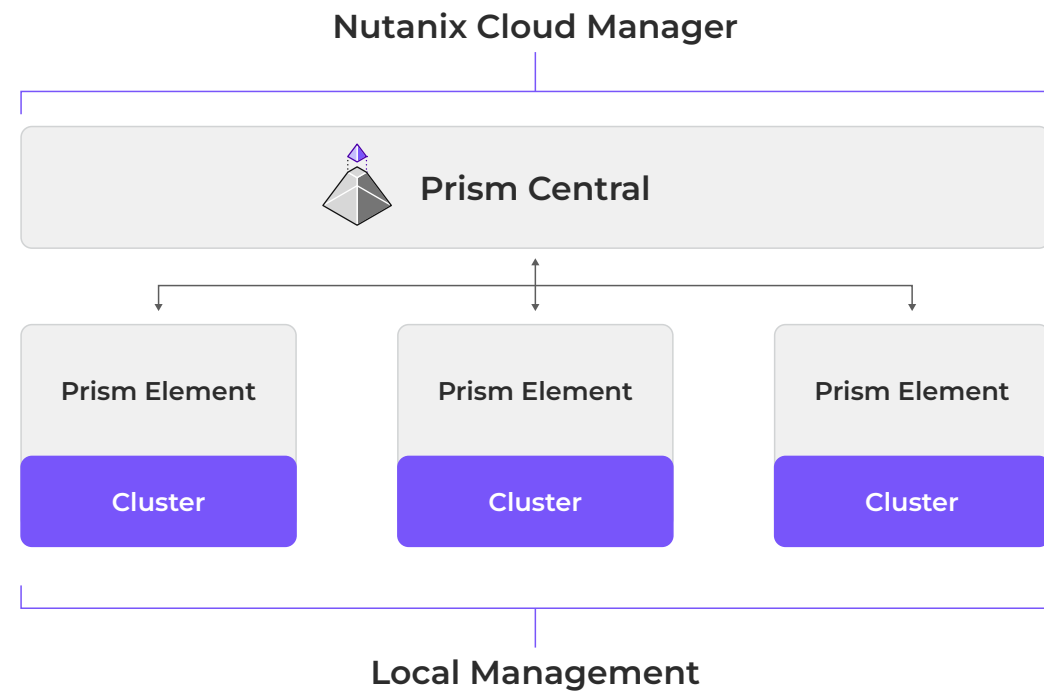 Nutanix Cloud Manager
Prism Central
Prism Element
Prism Element
Prism Element
Cluster
Cluster
Cluster
Local Management